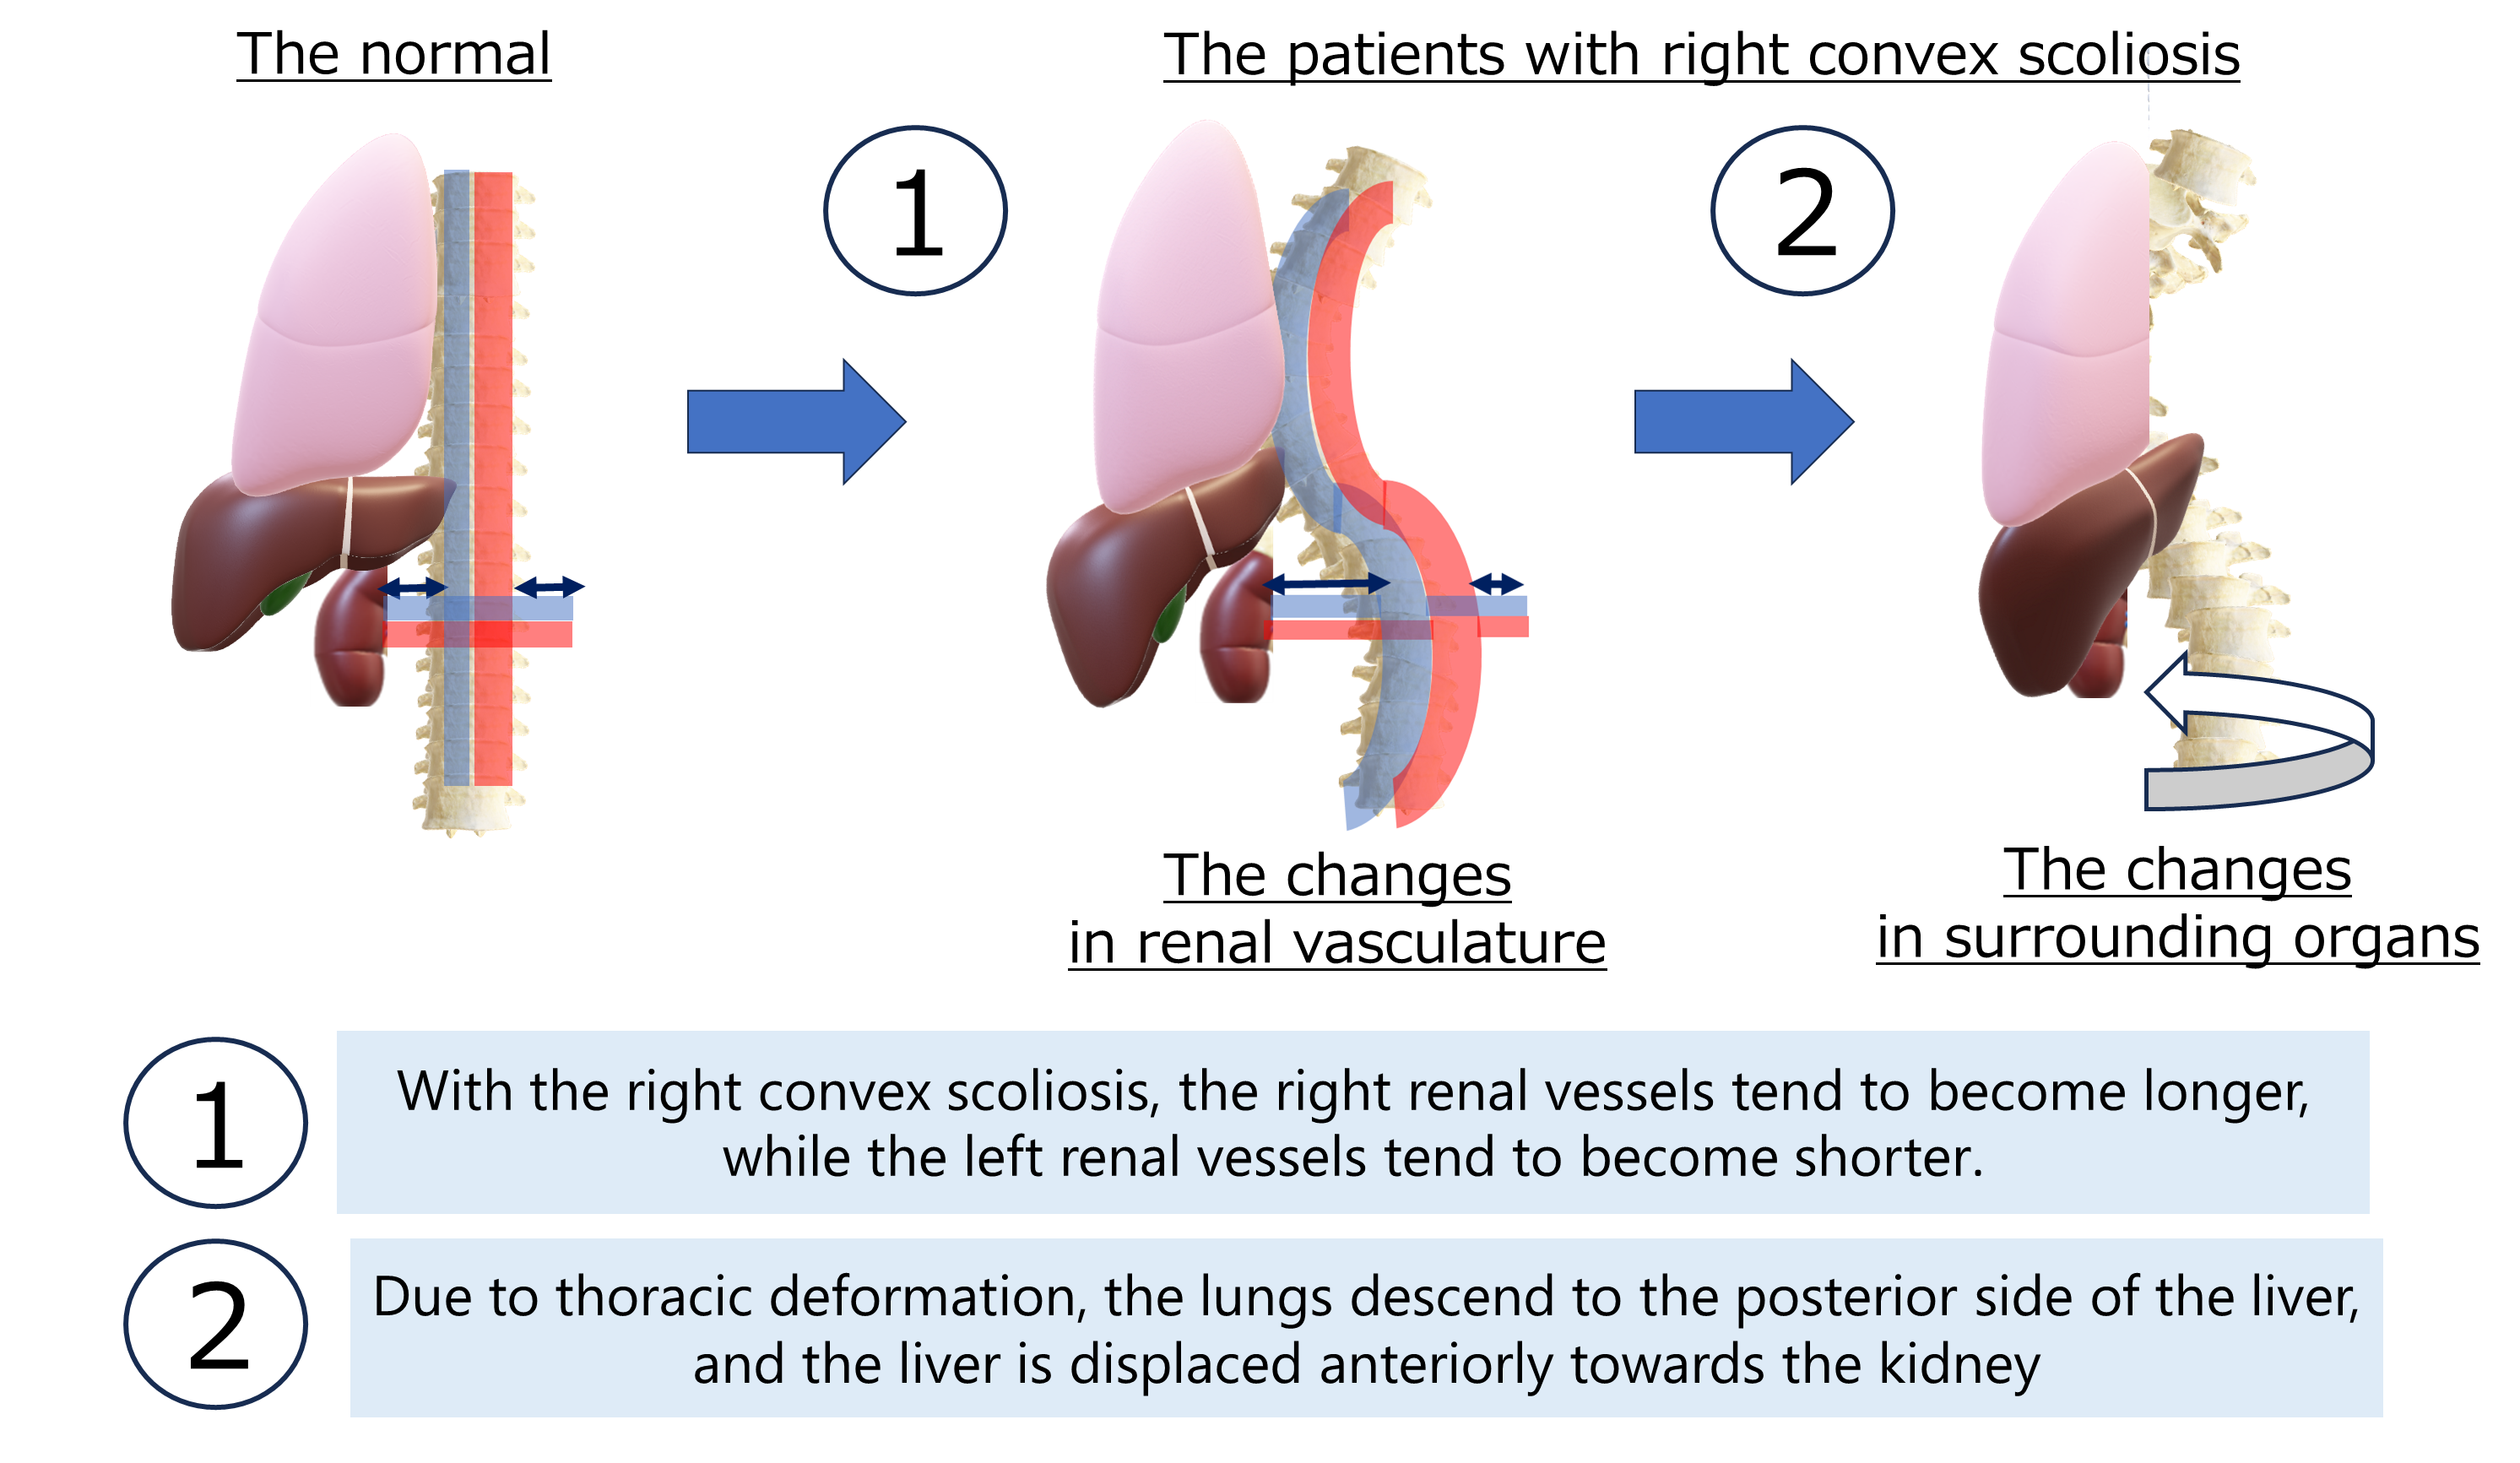 The normal
The patients with right convex scoliosis
1
2
The changes
in renal vasculature
The changes
in surrounding organs
1
With the right convex scoliosis, the right renal vessels tend to become longer,
while the left renal vessels tend to become shorter.
2
Due to thoracic deformation, the lungs descend to the posterior side of the liver,
and the liver is displaced anteriorly towards the kidney